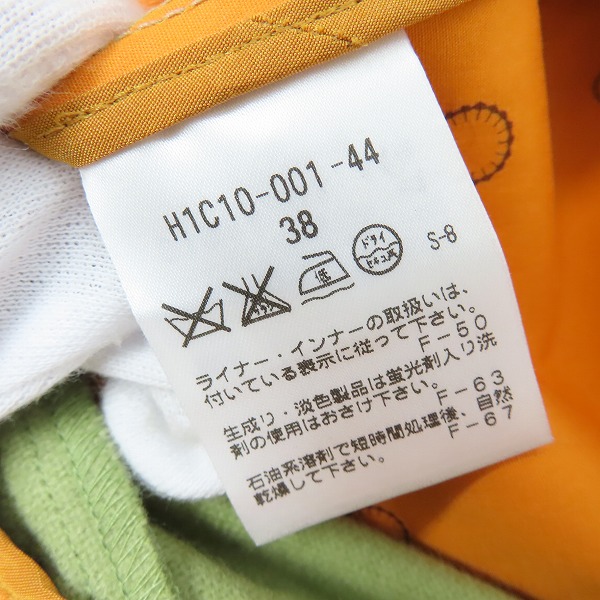 H1C10-001-44
38
低 ドライ セキユ系 S-8
ライナー・インナーの取扱いは、
付いている表示に従って下さい。
F-50
生成り・淡色製品は蛍光剤入り洗
剤の使用はおさけ下さい。
F-63
石油系溶剤で短時間処理後、自然
乾燥して下さい。
F-67